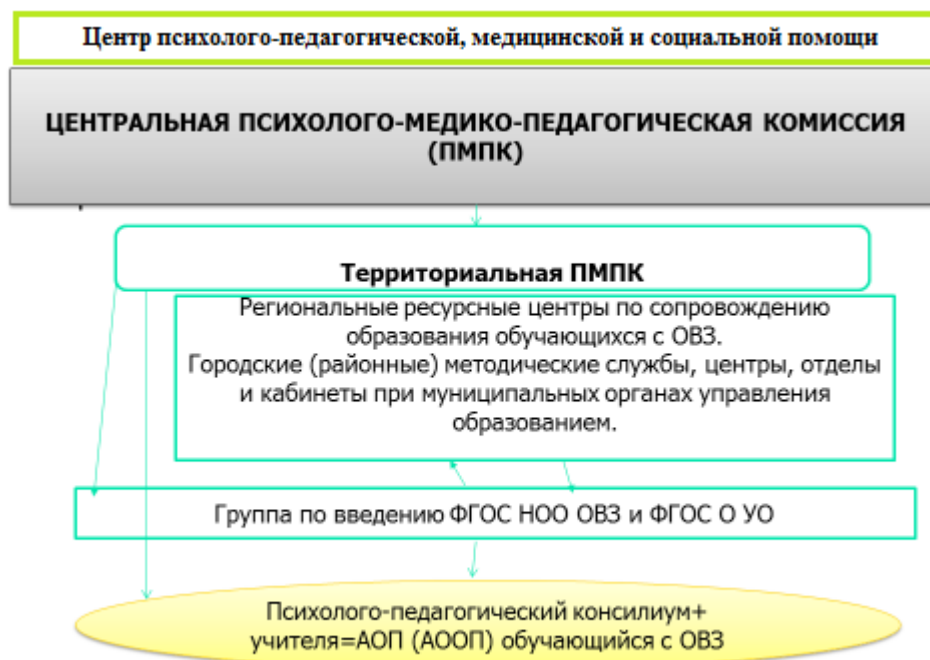 Центр психолого-педагогической, медицинской и социальной помощи
ЦЕНТРАЛЬНАЯ ПСИХОЛОГО-МЕДИКО-ПЕДАГОГИЧЕСКАЯ КОМИССИЯ
(ПМПК)
Территориальная ПМПК
Региональные ресурсные центры по сопровождению
образования обучающихся с ОВЗ.
Городские (районные) методические службы, центры, отделы
и кабинеты при муниципальных органах управления
образованием.
Группа по введению ФГОС НОО ОВЗ и ФГОС О УО
Психолого-педагогический консилиум+
учителя=АОП (АООП) обучающийся с ОВЗ